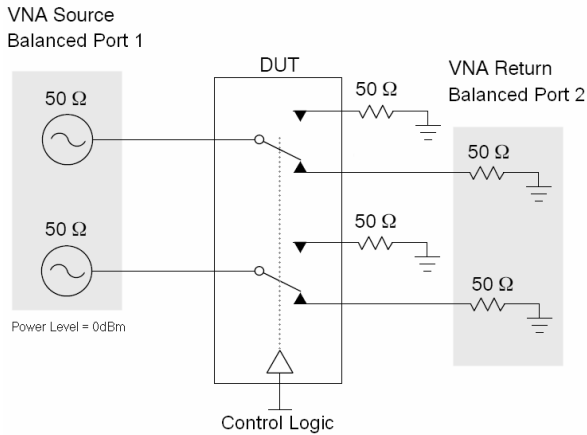 VNA Source
Balanced Port 1
DUT
VNA Return
Balanced Port 2
50 Ω
50 Ω
50 Ω
50 Ω
50 Ω
50 Ω
Power Level = 0dBm
Control Logic